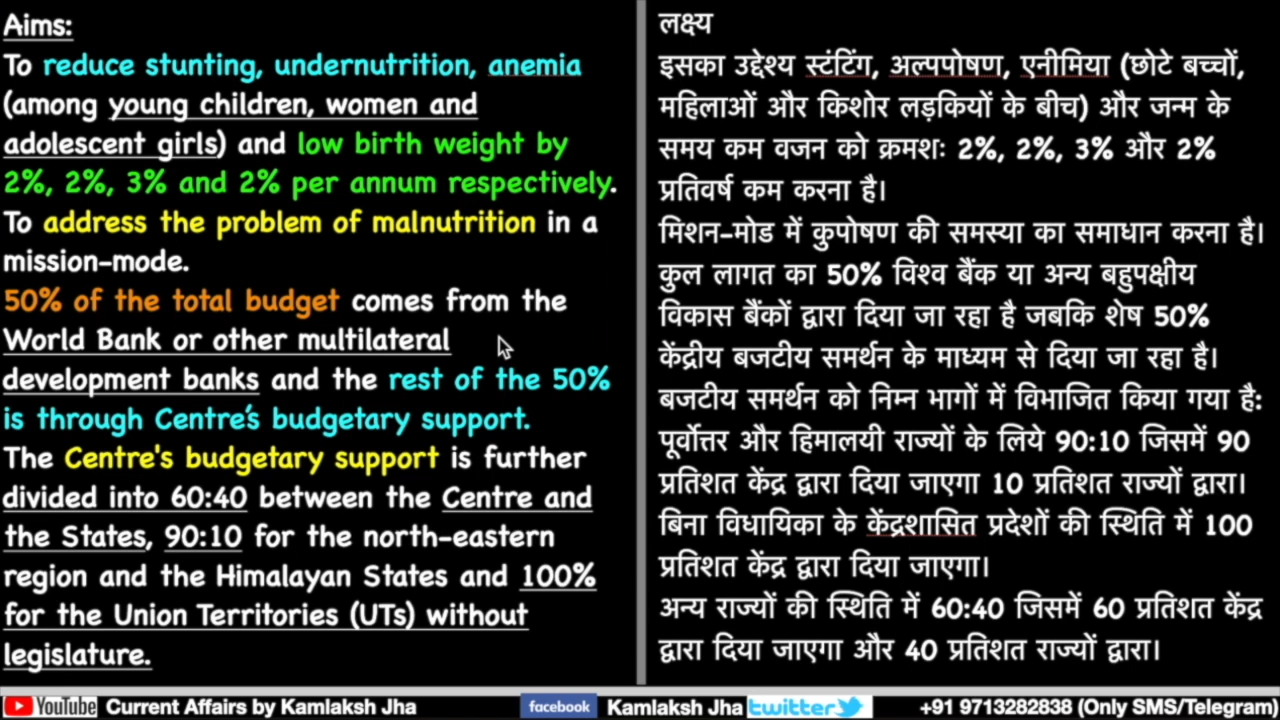 Aims:
To reduce stunting, undernutrition, anemia
(among young children, women and
adolescent girls) and low birth weight by
2%, 2%, 3% and 2% per annum respectively.
To address the problem of malnutrition in a
mission-mode.
50% of the total budget comes from the
World Bank or other multilateral
development banks and the rest of the 50%
is through Centre's budgetary support.
The Centre's budgetary support is further
divided into 60:40 between the Centre and
the States, 90:10 for the north-eastern
region and the Himalayan States and 100%
for the Union Territories (UTs) without
legislature.
लक्ष्य
इसका उद्देश्य स्टंटिंग, अल्पपोषण, एनीमिया (छोटे बच्चों,
महिलाओं और किशोर लड़कियों के बीच) और जन्म के
समय कम वजन को क्रमशः 2%, 2%, 3% और 2%
प्रतिवर्ष कम करना है।
मिशन-मोड में कुपोषण की समस्या का समाधान करना है।
कुल लागत का 50% विश्व बैंक या अन्य बहुपक्षीय
विकास बैंकों द्वारा दिया जा रहा है जबकि शेष 50%
केंद्रीय बजटीय समर्थन के माध्यम से दिया जा रहा है।
बजटीय समर्थन को निम्न भागों में विभाजित किया गया है:
पूर्वोत्तर और हिमालयी राज्यों के लिये 90:10 जिसमें 90
प्रतिशत केंद्र द्वारा दिया जाएगा 10 प्रतिशत राज्यों द्वारा।
बिना विधायिका के केंद्रशासित प्रदेशों की स्थिति में 100
प्रतिशत केंद्र द्वारा दिया जाएगा।
अन्य राज्यों की स्थिति में 60:40 जिसमें 60 प्रतिशत केंद्र
द्वारा दिया जाएगा और 40 प्रतिशत राज्यों द्वारा।
YouTube Current Affairs by Kamlaksh Jha facebook Kamlaksh Jha twitter +91 9713282838 (Only SMS/Telegram)